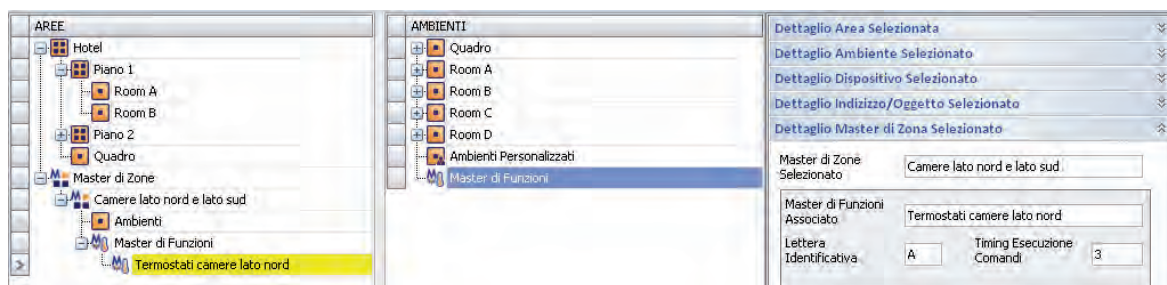 AREE
Hotel
Piano 1
Room A
Room B
Piano 2
Quadro
Master di Zone
Camere lato nord e lato sud
Ambienti
Master di Funzioni
Termostati camere lato nord
AMBIENTI
Quadro
Room A
Room B
Room C
Room D
Ambienti Personalizzati
Master di Funzioni
Dettaglio Area Selezionata
Dettaglio Ambiente Selezionato
Dettaglio Dispositivo Selezionato
Dettaglio Indizizzo/Oggetto Selezionato
Dettaglio Master di Zona Selezionato
Master di Zone
Selezionato
Camere lato nord e lato sud
Master di Funzioni
Associato
Termostati camere lato nord
Lettera
Identificativa
A
Timing Esecuzione
Comandi
3